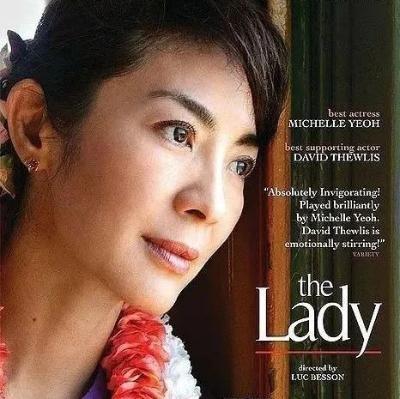 best actress
MICHELLE YEOH
best supporting actor
DAVID THEWLIS
“Absolutely Invigorating!
Played brilliantly
by Michelle Yeoh.
David Thewlis is
emotionally stirring!”
VARIETY
the
Lady
directed by
LUC BESSON